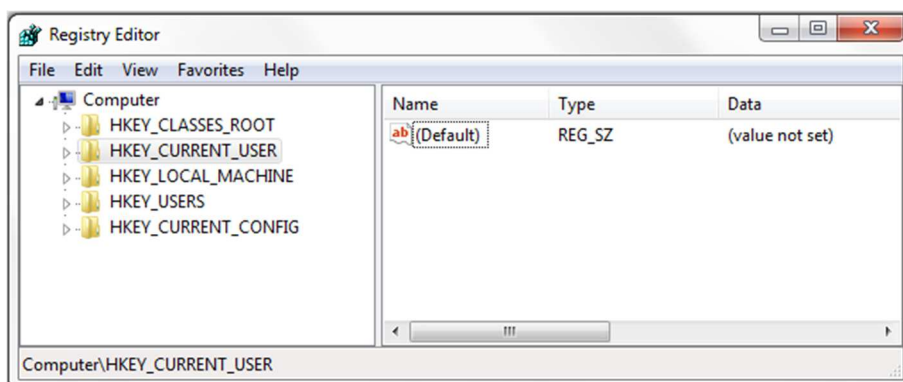 Registry Editor
File Edit View Favorites Help
Computer
HKEY_CLASSES_ROOT
HKEY_CURRENT_USER
HKEY_LOCAL_MACHINE
HKEY_USERS
HKEY_CURRENT_CONFIG
Name Type Data
ab (Default) REG_SZ (value not set)
Computer\HKEY_CURRENT_USER